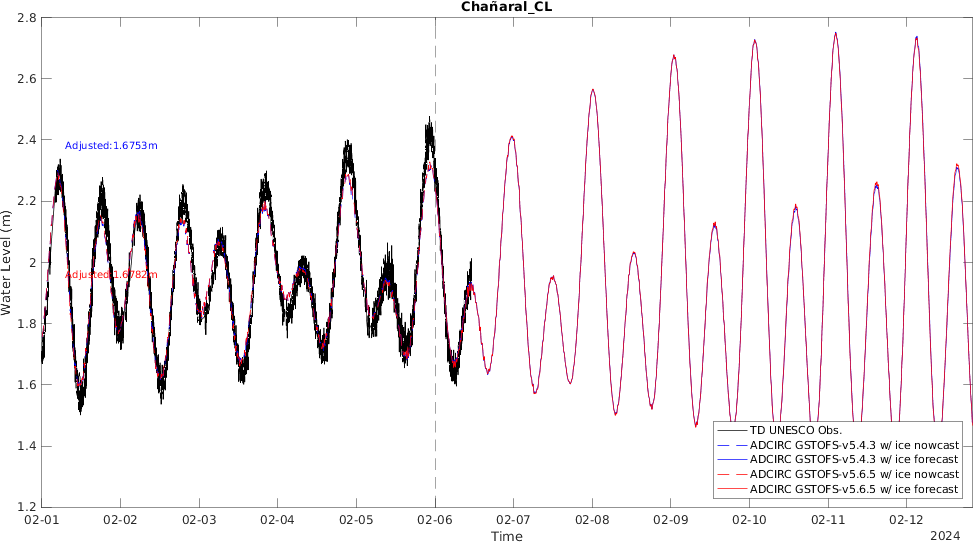 Chañaral_CL
Water Level (m)
2.8
2.6
2.4
2.2
2
1.8
1.6
1.4
1.2
Adjusted:1.6753m
Adjusted:1.6782m
TD UNESCO Obs.
ADCIRC GSTOFS-v5.4.3 w/ ice nowcast
ADCIRC GSTOFS-v5.4.3 w/ ice forecast
ADCIRC GSTOFS-v5.6.5 w/ ice nowcast
ADCIRC GSTOFS-v5.6.5 w/ ice forecast
02-01 02-02 02-03 02-04 02-05 02-06 02-07 02-08 02-09 02-10 02-11 02-12
Time
2024